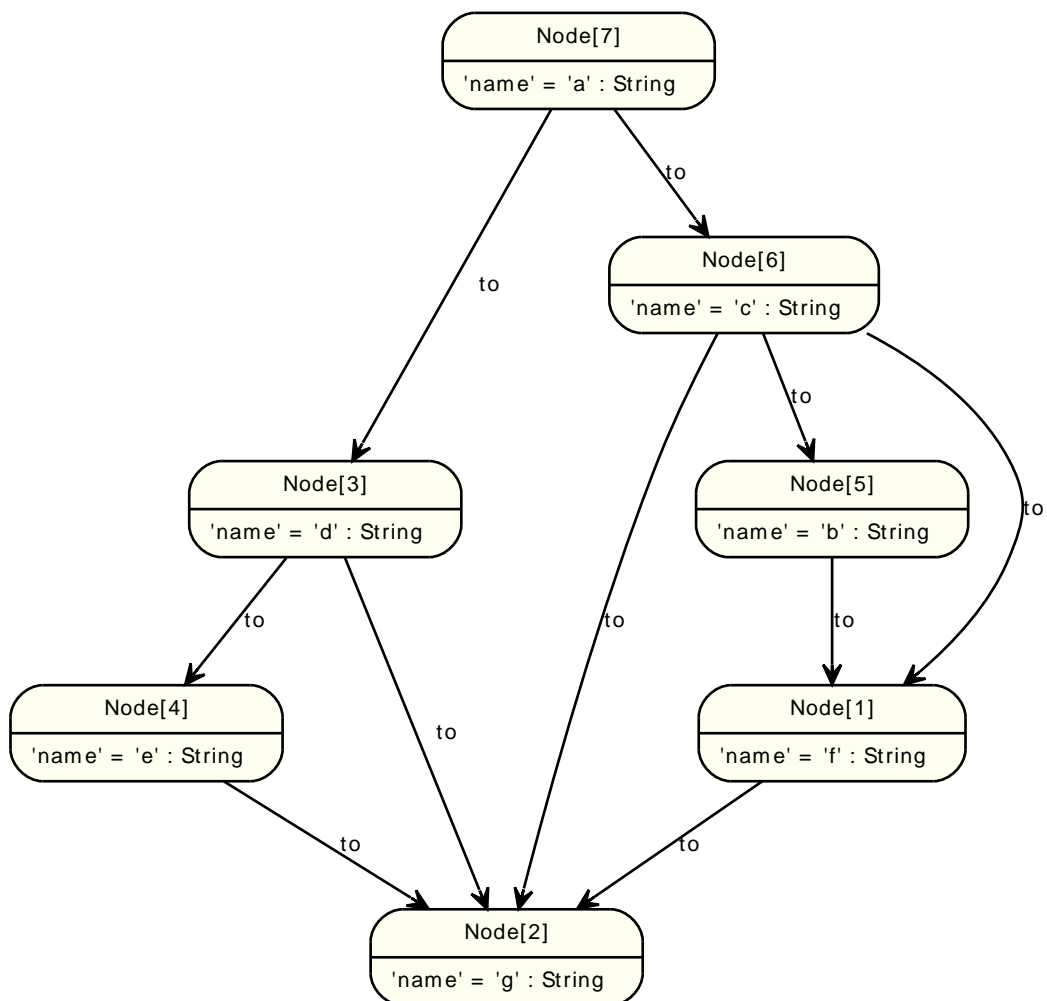 Node[7]
'name' = 'a' : String
to
to
Node[6]
'name' = 'c' : String
to
Node[3]
'name' = 'd' : String
Node[5]
'name' = 'b' : String
to
to
to
to
Node[4]
'name' = 'e' : String
Node[1]
'name' = 'f' : String
to
to
to
Node[2]
'name' = 'g' : String